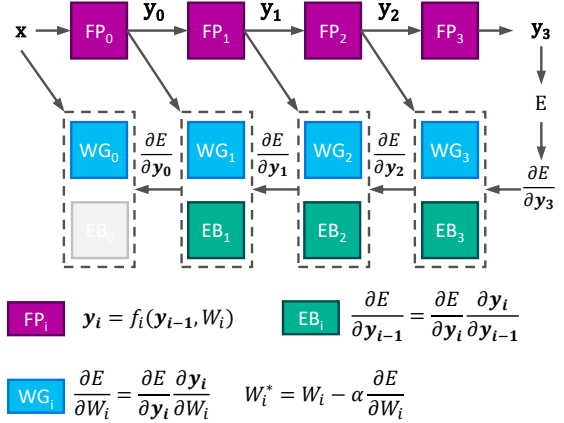 y₀ y₁ y₂
x FP₀ FP₁ FP₂ FP₃ y₃
E
WG₀ ∂E/∂y₀ WG₁ ∂E/∂y₁ WG₂ ∂E/∂y₂ WG₃ ∂E/∂y₃
EB₀ EB₁ EB₂ EB₃
FPᵢ yᵢ = fᵢ(yᵢ₋₁, Wᵢ) EBᵢ ∂E/∂yᵢ₋₁ = ∂E/∂yᵢ ∂yᵢ/∂yᵢ₋₁
WGᵢ ∂E/∂Wᵢ = ∂E/∂yᵢ ∂yᵢ/∂Wᵢ Wᵢ* = Wᵢ − α ∂E/∂Wᵢ